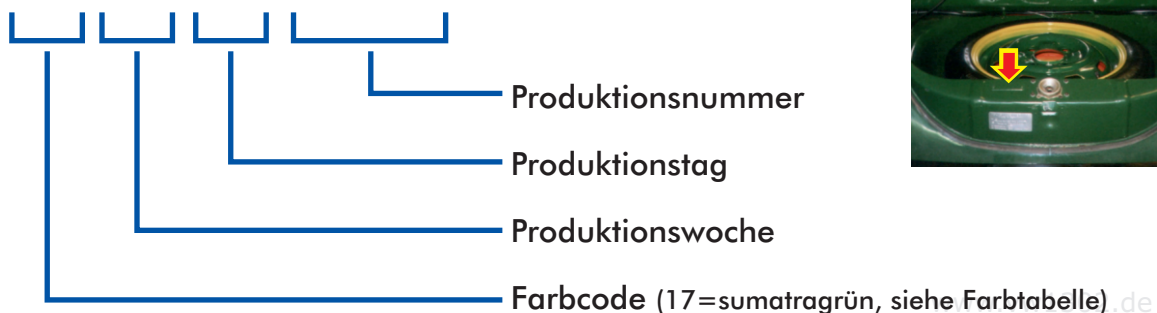 Produktionsnummer
Produktionstag
Produktionswoche
Farbcode (17=sumatragrün, siehe Farbtabelle)